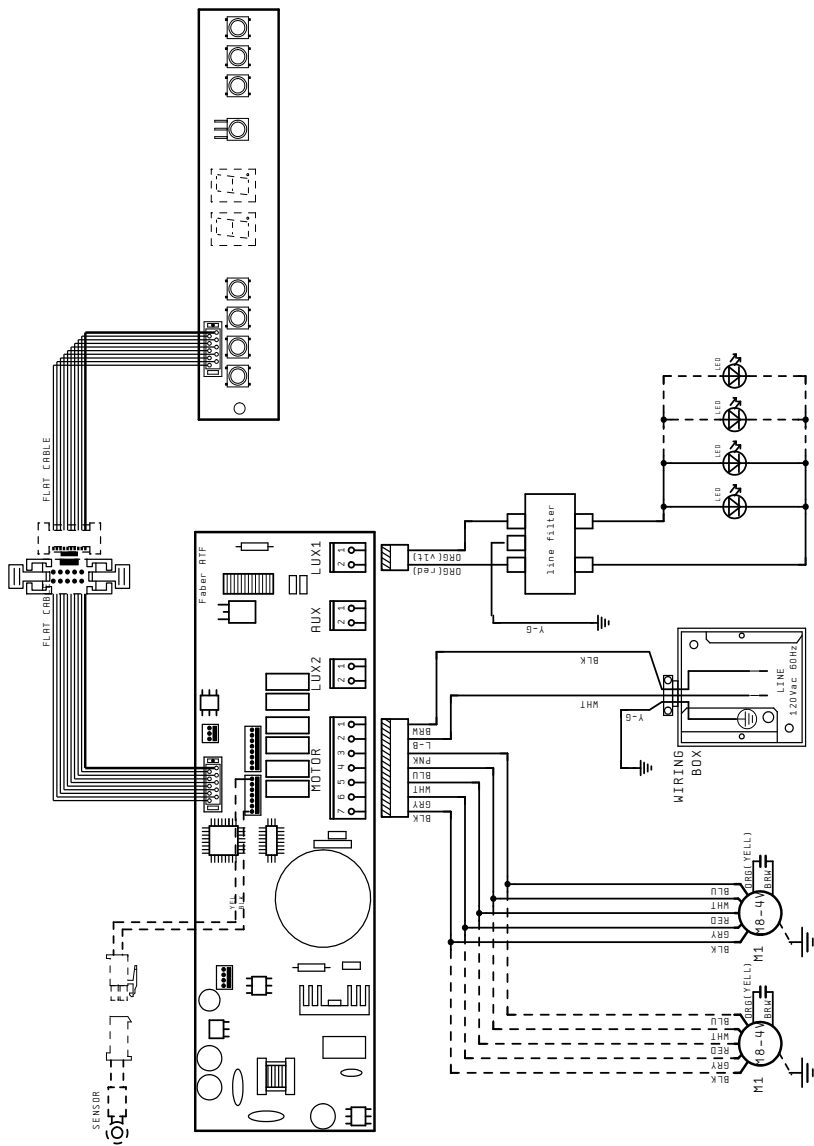 FLAT CABLE
FLAT CAB
SENSOR
YEL
Faber ATF
LUX1
1
2
AUX
1
2
LUX2
1
2
MOTOR
1
2
3
4
5
6
7
ORG(vlt)
ORG(red)
line filter
Y-G
LED
LED
LED
LED
BLK
WHT
Y-G
BRW
L-B
PNK
BLU
WHT
GRY
BLK
LINE
120Vac 60Hz
WIRING
BOX
BLU
WHT
RED
GRY
BLK
ORG(YELL)
BRW
M1
M8-4V
BLU
WHT
RED
GRY
BLK
ORG(YELL)
BRW
M1
M8-4V